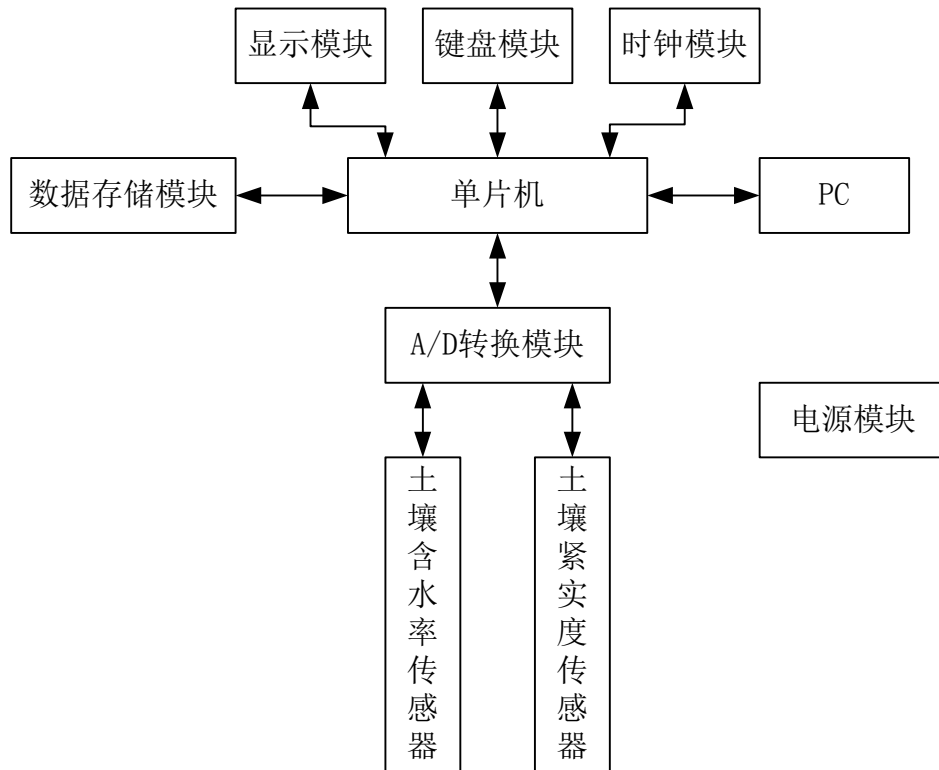 显示模块
键盘模块
时钟模块
数据存储模块
单片机
PC
A/D转换模块
电源模块
土壤含水率传感器
土壤紧实度传感器